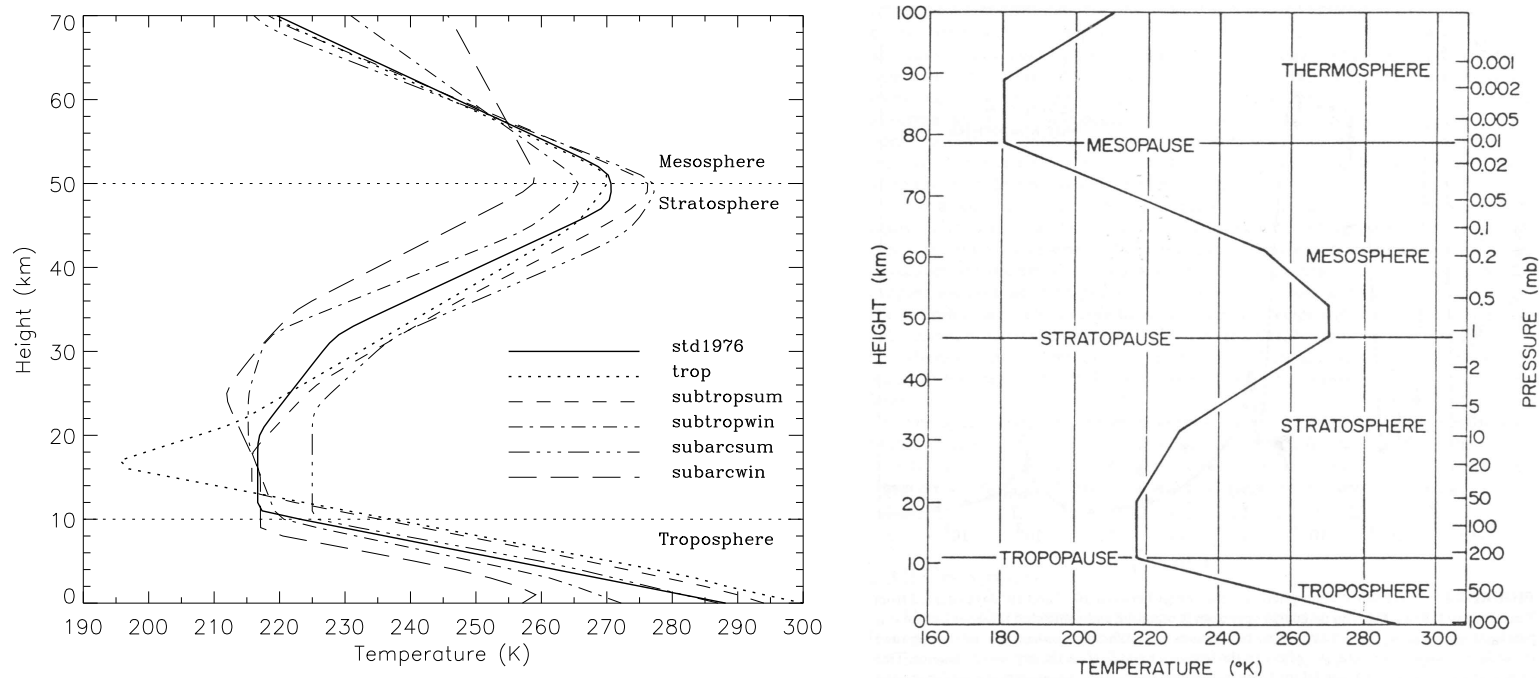 70
60
50
40
30
20
10
0
Height (km)
Mesosphere
Stratosphere
std1976
trop
subtropsum
subtropwin
subarcsum
subarcwin
Troposphere
190 200 210 220 230 240 250 260 270 280 290 300
Temperature (K)
100
90
80
70
60
50
40
30
20
10
0
HEIGHT (km)
THERMOSPHERE
MESOPAUSE
MESOSPHERE
STRATOPAUSE
STRATOSPHERE
TROPOPAUSE
TROPOSPHERE
0.001
0.002
0.005
0.01
0.02
0.05
0.1
0.2
0.5
1
2
5
10
20
50
100
200
500
1000
PRESSURE (mb)
160 180 200 220 240 260 280 300
TEMPERATURE (°K)